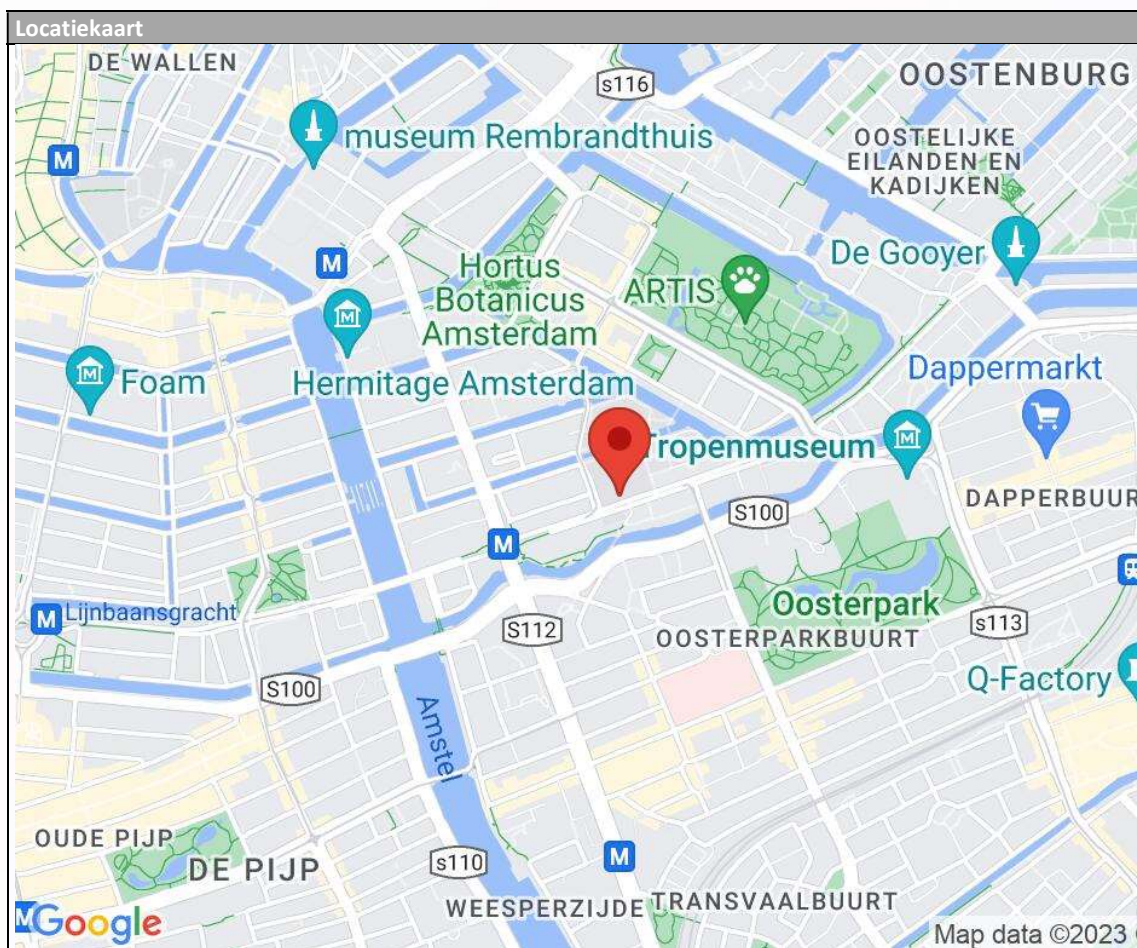 Locatiekaart
DE WALLEN
s116
OOSTENBURG
museum Rembrandthuis
OOSTELIJKE
EILANDEN EN
KADIJKEN
M
M
De Gooyer
Hortus
Botanicus
Amsterdam
ARTIS
Foam
Hermitage Amsterdam
Dappermarkt
Tropenmuseum
DAPPERBUUR
S100
M
Oosterpark
M
Lijnbaansgracht
S112
OOSTERPARKBUURT
s113
S100
Q-Factory
Amstel
OUDE PIJP
DE PIJP
s110
M
WEESPERZIJDE
TRANSVAALBUURT
M
Google
Map data ©2023